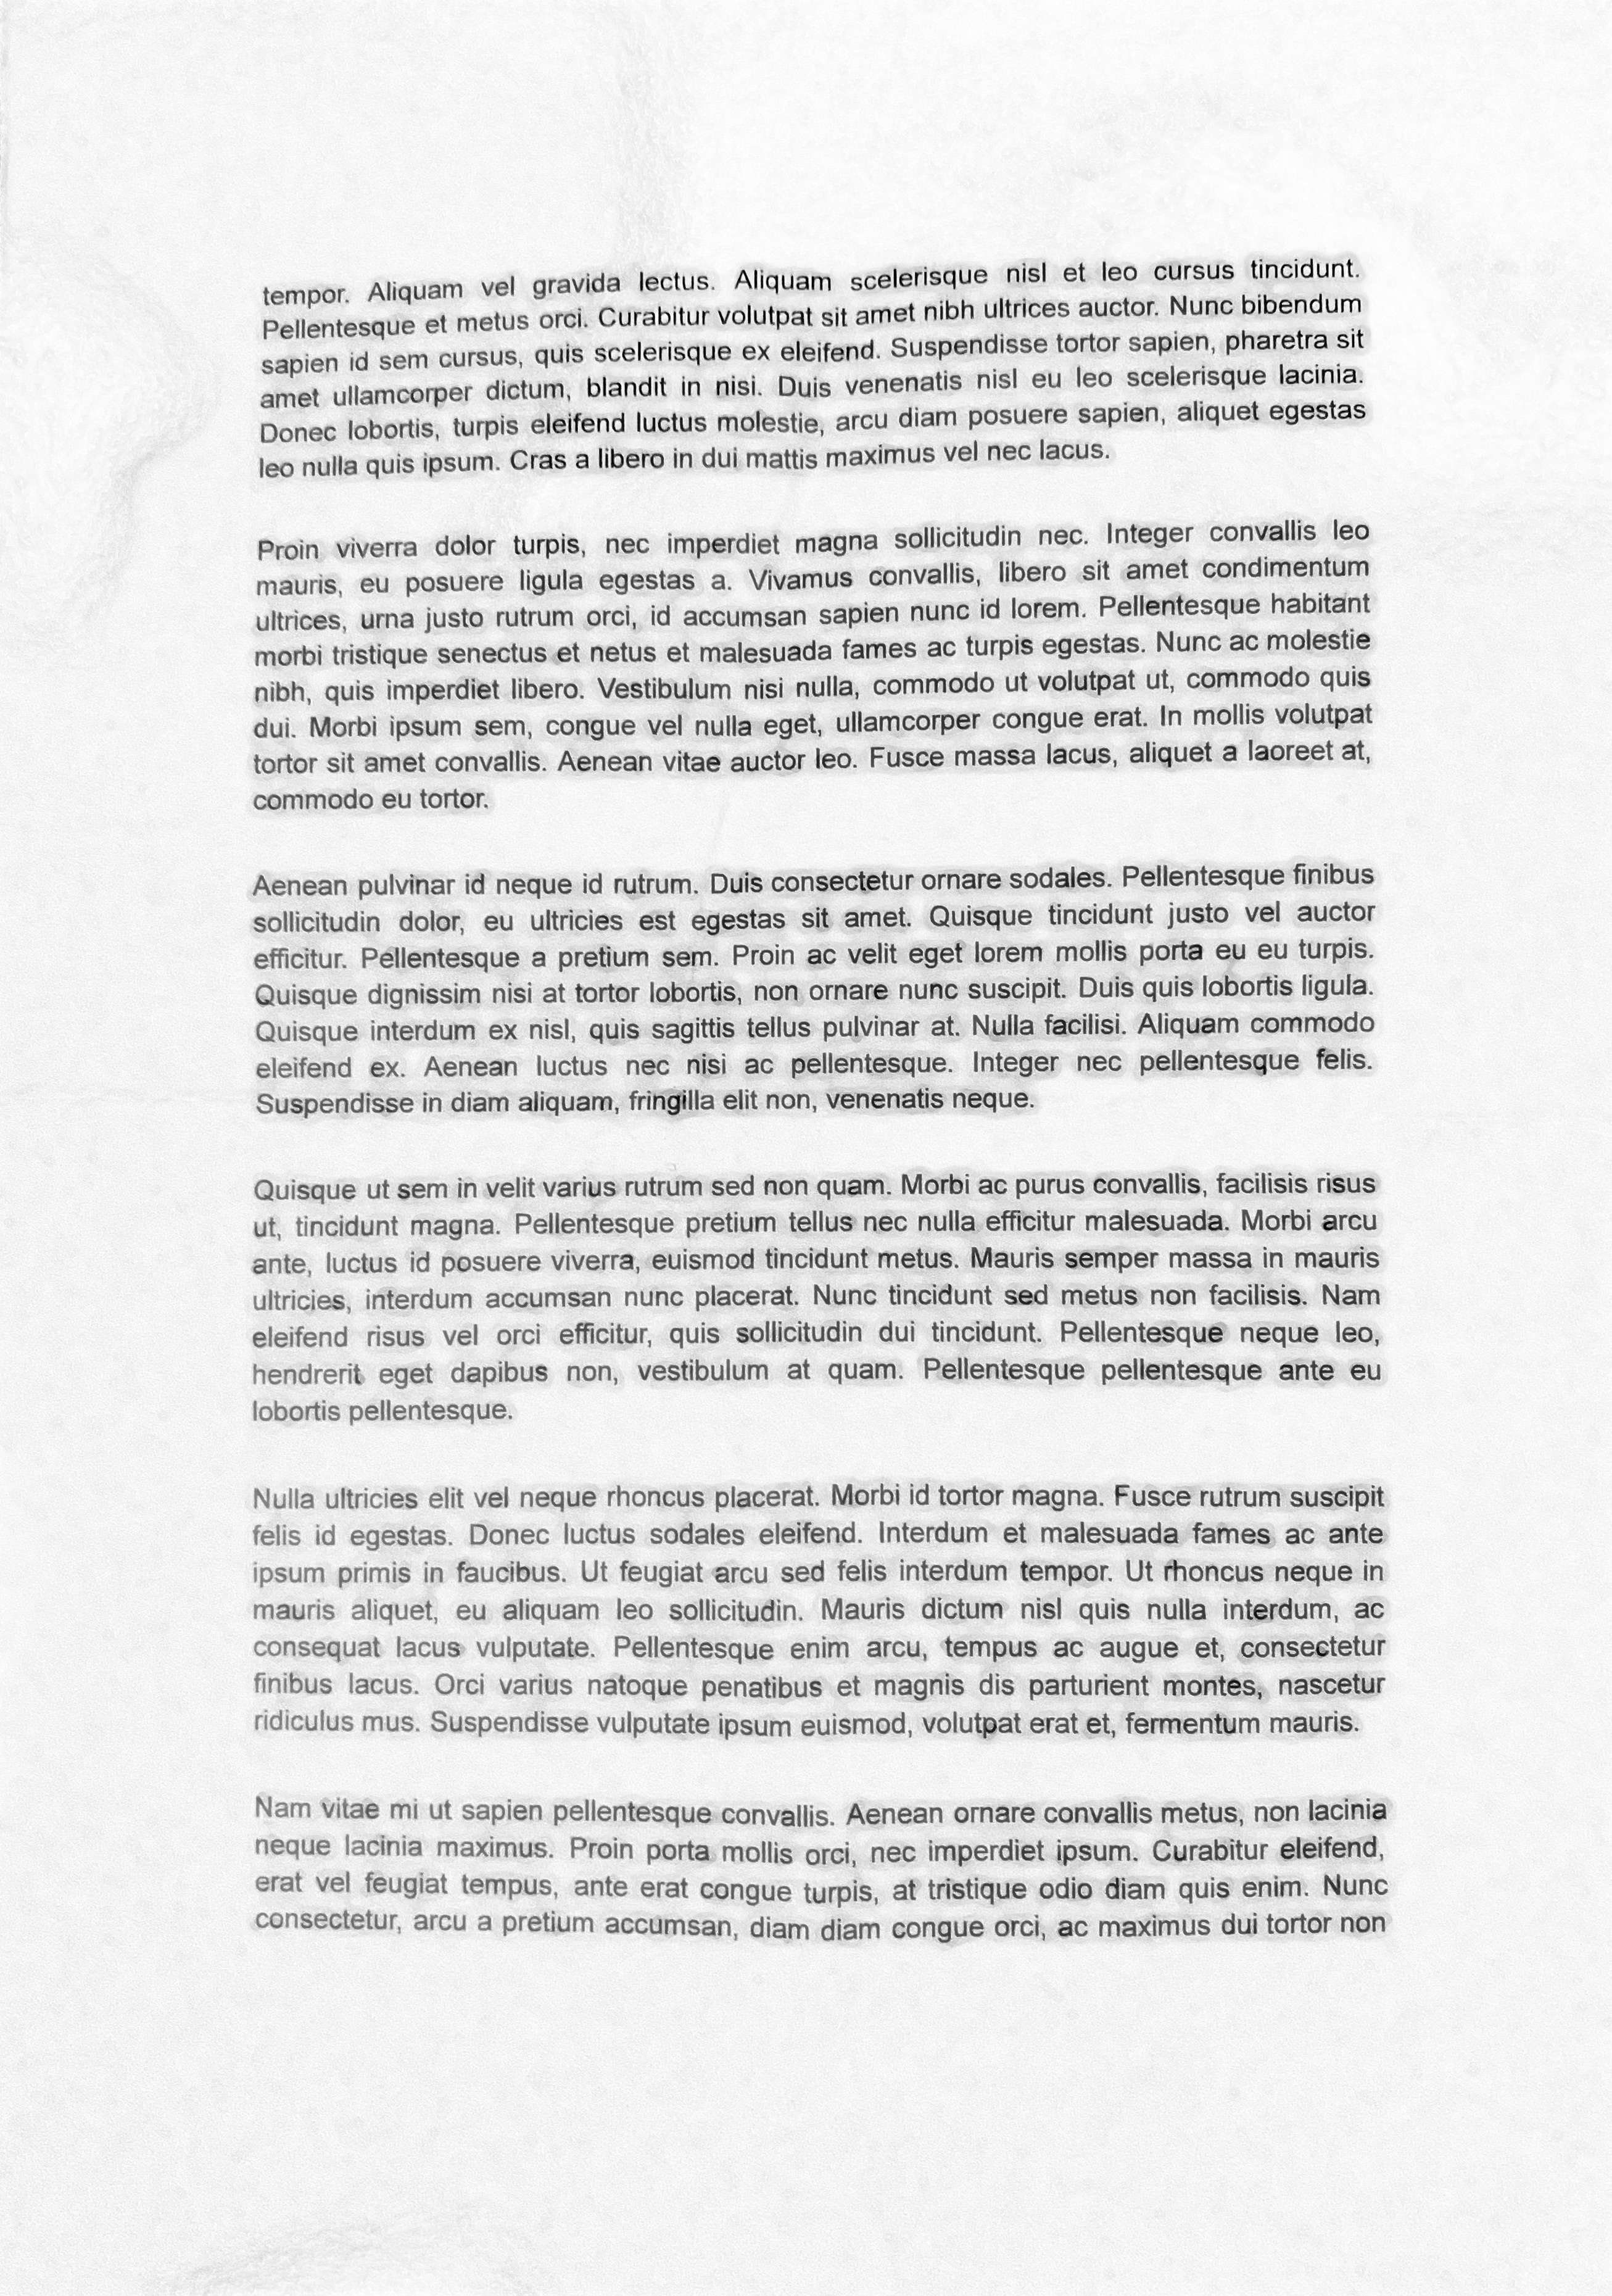 tempor. Aliquam vel gravida lectus. Aliquam scelerisque nisl et leo cursus tincidunt.
Pellentesque et metus orci. Curabitur volutpat sit amet nibh ultrices auctor. Nunc bibendum
sapien id sem cursus, quis scelerisque ex eleifend. Suspendisse tortor sapien, pharetra sit
amet ullamcorper dictum, blandit in nisi. Duis venenatis nisl eu leo scelerisque lacinia.
Donec lobortis, turpis eleifend luctus molestie, arcu diam posuere sapien, aliquet egestas
leo nulla quis ipsum. Cras a libero in dui mattis maximus vel nec lacus.
Proin viverra dolor turpis, nec imperdiet magna sollicitudin nec. Integer convallis leo
mauris, eu posuere ligula egestas a. Vivamus convallis, libero sit amet condimentum
ultrices, urna justo rutrum orci, id accumsan sapien nunc id lorem. Pellentesque habitant
morbi tristique senectus et netus et malesuada fames ac turpis egestas. Nunc ac molestie
nibh, quis imperdiet libero. Vestibulum nisi nulla, commodo ut volutpat ut, commodo quis
dui. Morbi ipsum sem, congue vel nulla eget, ullamcorper congue erat. In mollis volutpat
tortor sit amet convallis. Aenean vitae auctor leo. Fusce massa lacus, aliquet a laoreet at,
commodo eu tortor.
Aenean pulvinar id neque id rutrum. Duis consectetur ornare sodales. Pellentesque finibus
sollicitudin dolor, eu ultricies est egestas sit amet. Quisque tincidunt justo vel auctor
efficitur. Pellentesque a pretium sem. Proin ac velit eget lorem mollis porta eu eu turpis.
Quisque dignissim nisi at tortor lobortis, non ornare nunc suscipit. Duis quis lobortis ligula.
Quisque interdum ex nisl, quis sagittis tellus pulvinar at. Nulla facilisi. Aliquam commodo
eleifend ex. Aenean luctus nec nisi ac pellentesque. Integer nec pellentesque felis.
Suspendisse in diam aliquam, fringilla elit non, venenatis neque.
Quisque ut sem in velit varius rutrum sed non quam. Morbi ac purus convallis, facilisis risus
ut, tincidunt magna. Pellentesque pretium tellus nec nulla efficitur malesuada. Morbi arcu
ante, luctus id posuere viverra, euismod tincidunt metus. Mauris semper massa in mauris
ultricies, interdum accumsan nunc placerat. Nunc tincidunt sed metus non facilisis. Nam
eleifend risus vel orci efficitur, quis sollicitudin dui tincidunt. Pellentesque neque leo,
hendrerit eget dapibus non, vestibulum at quam. Pellentesque pellentesque ante eu
lobortis pellentesque.
Nulla ultricies elit vel neque rhoncus placerat. Morbi id tortor magna. Fusce rutrum suscipit
felis id egestas. Donec luctus sodales eleifend. Interdum et malesuada fames ac ante
ipsum primis in faucibus. Ut feugiat arcu sed felis interdum tempor. Ut rhoncus neque in
mauris aliquet, eu aliquam leo sollicitudin. Mauris dictum nisl quis nulla interdum, ac
consequat lacus vulputate. Pellentesque enim arcu, tempus ac augue et, consectetur
finibus lacus. Orci varius natoque penatibus et magnis dis parturient montes, nascetur
ridiculus mus. Suspendisse vulputate ipsum euismod, volutpat erat et, fermentum mauris.
Nam vitae mi ut sapien pellentesque convallis. Aenean ornare convallis metus, non lacinia
neque lacinia maximus. Proin porta mollis orci, nec imperdiet ipsum. Curabitur eleifend,
erat vel feugiat tempus, ante erat congue turpis, at tristique odio diam quis enim. Nunc
consectetur, arcu a pretium accumsan, diam diam congue orci, ac maximus dui tortor non